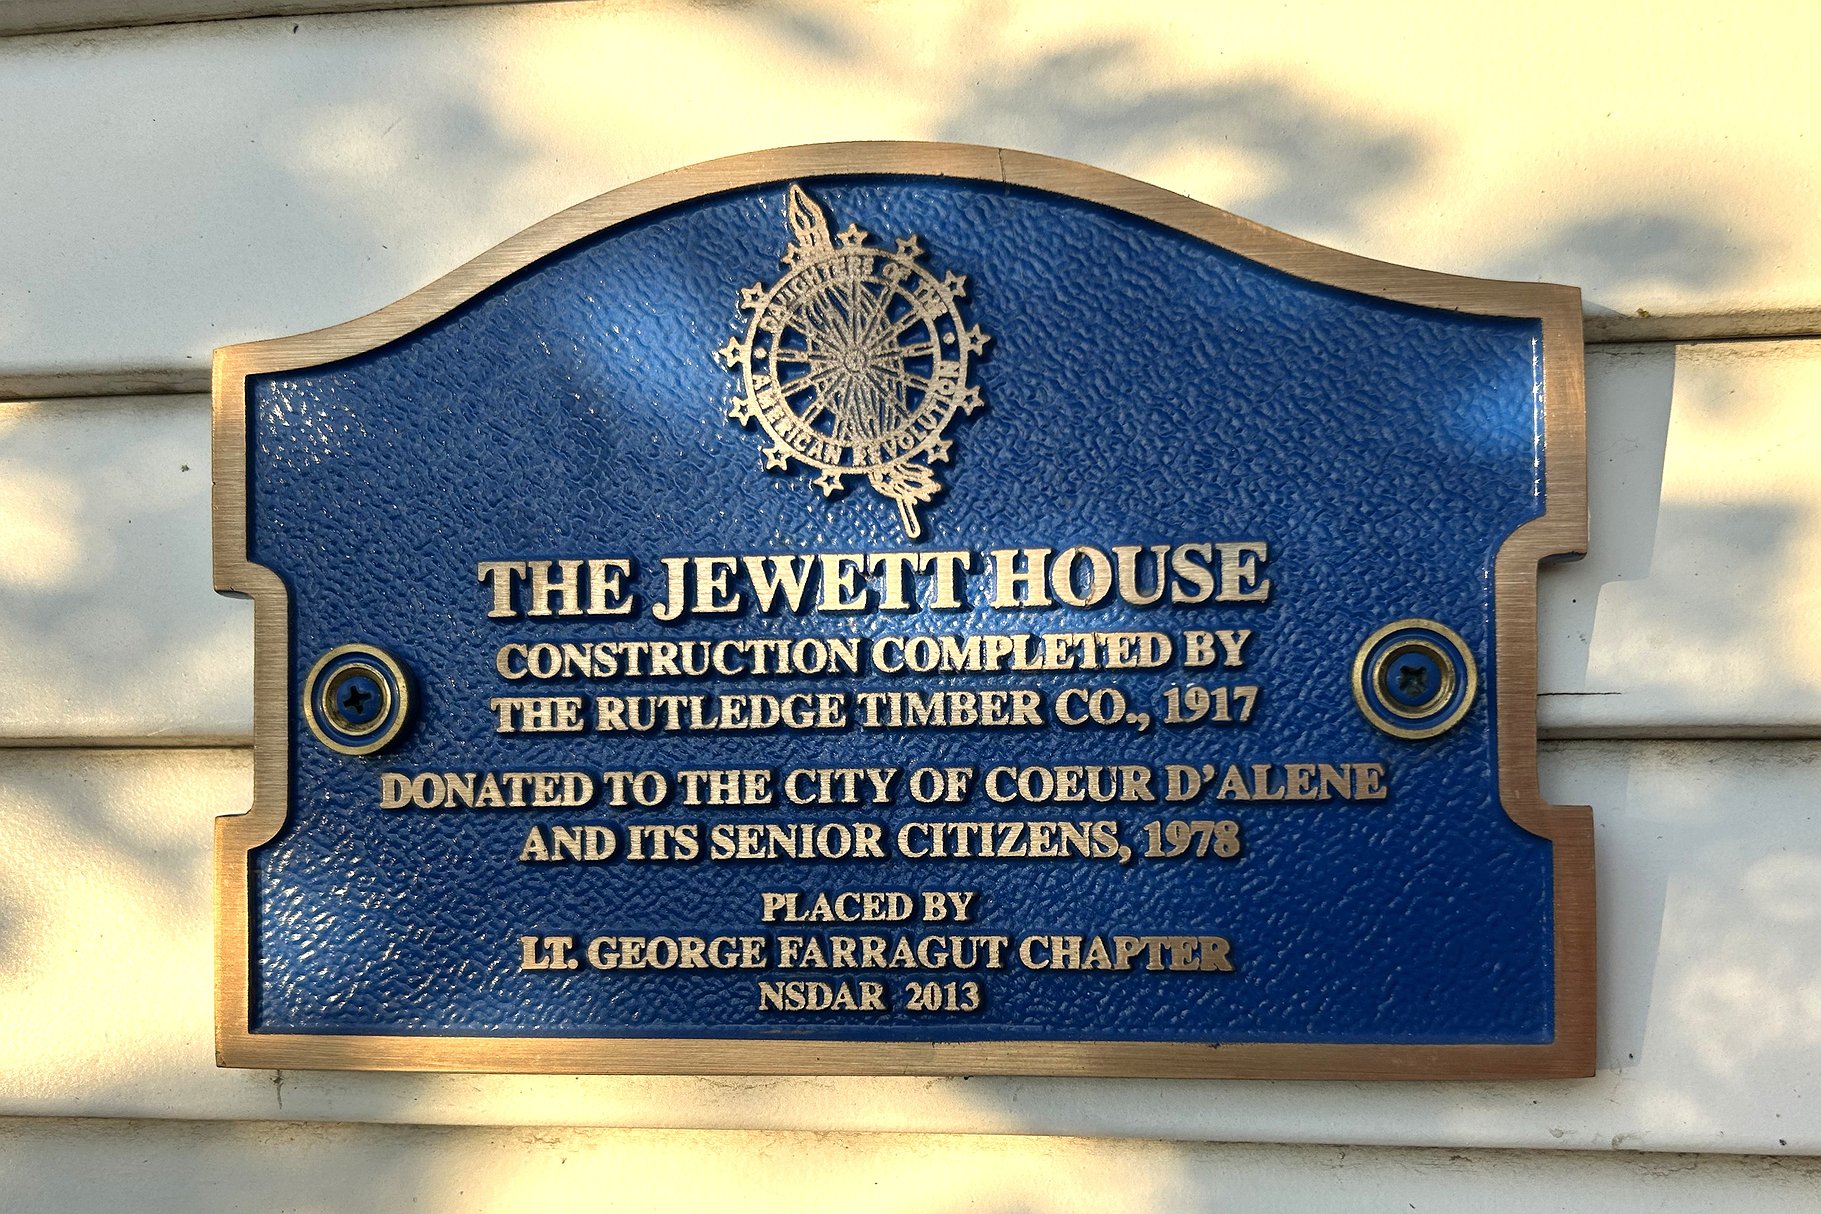 DAUGHTERS OF THE
AMERICAN REVOLUTION
THE JEWETT HOUSE
CONSTRUCTION COMPLETED BY
THE RUTLEDGE TIMBER CO., 1917
DONATED TO THE CITY OF COEUR D’ALENE
AND ITS SENIOR CITIZENS, 1978
PLACED BY
LT. GEORGE FARRAGUT CHAPTER
NSDAR 2013